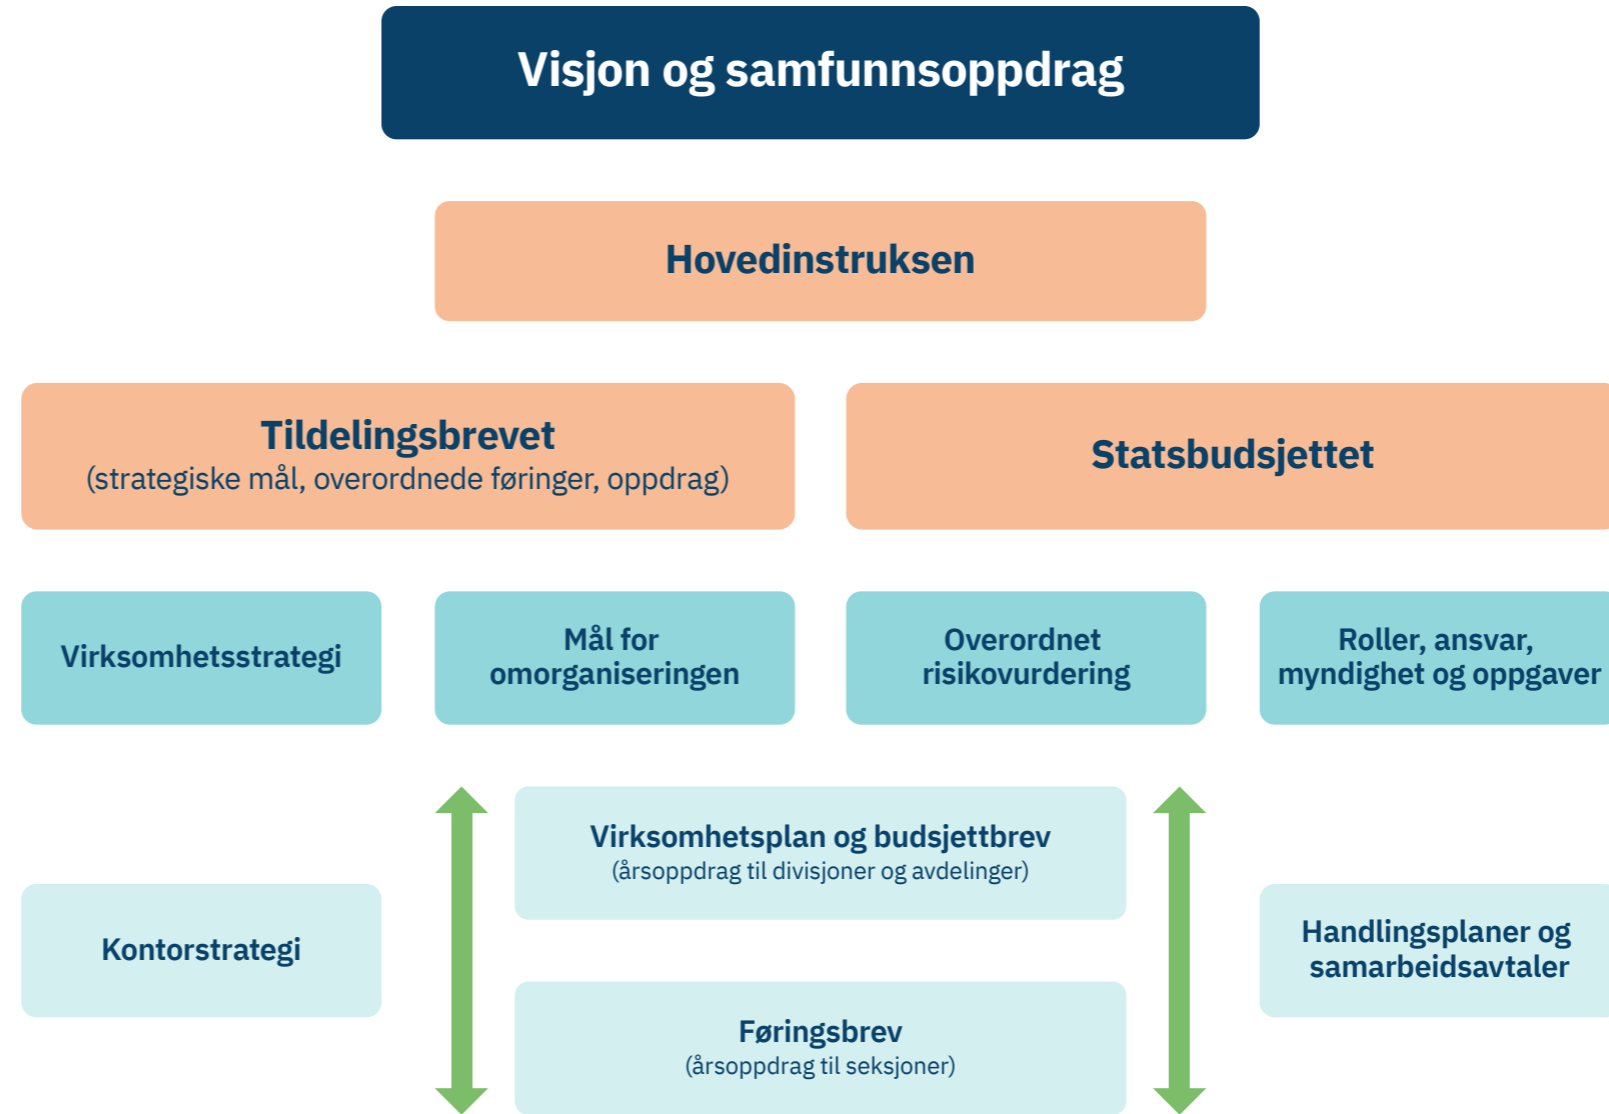 Visjon og samfunnsoppdrag
Hovedinstruksen
Tildelingsbrevet
(strategiske mål, overordnede føringer, oppdrag)
Statsbudsjettet
Virksomhetsstrategi
Mål for
omorganiseringen
Overordnet
risikovurdering
Roller, ansvar,
myndighet og oppgaver
Virksomhetsplan og budsjettbrev
(årsoppdrag til divisjoner og avdelinger)
Kontorstrategi
Handlingsplaner og
samarbeidsavtaler
Føringsbrev
(årsoppdrag til seksjoner)